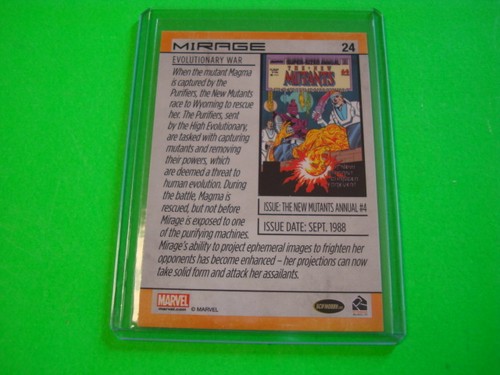 MIRAGE 24
EVOLUTIONARY WAR
When the mutant Magma
is captured by the
Purifiers, the New Mutants
race to Wyoming to rescue
her. The Purifiers, sent
by the High Evolutionary,
are tasked with capturing
mutants and removing
their powers, which
are deemed a threat to
human evolution. During
the battle, Magma is
rescued, but not before
Mirage is exposed to one
of the purifying machines.
Mirage's ability to project ephemeral images to frighten her
opponents has become enhanced – her projections can now
take solid form and attack her assailants.
THE NEW
MUTANTS
ISSUE: THE NEW MUTANTS ANNUAL #4
ISSUE DATE: SEPT. 1988
MARVEL
marvel.com
© MARVEL